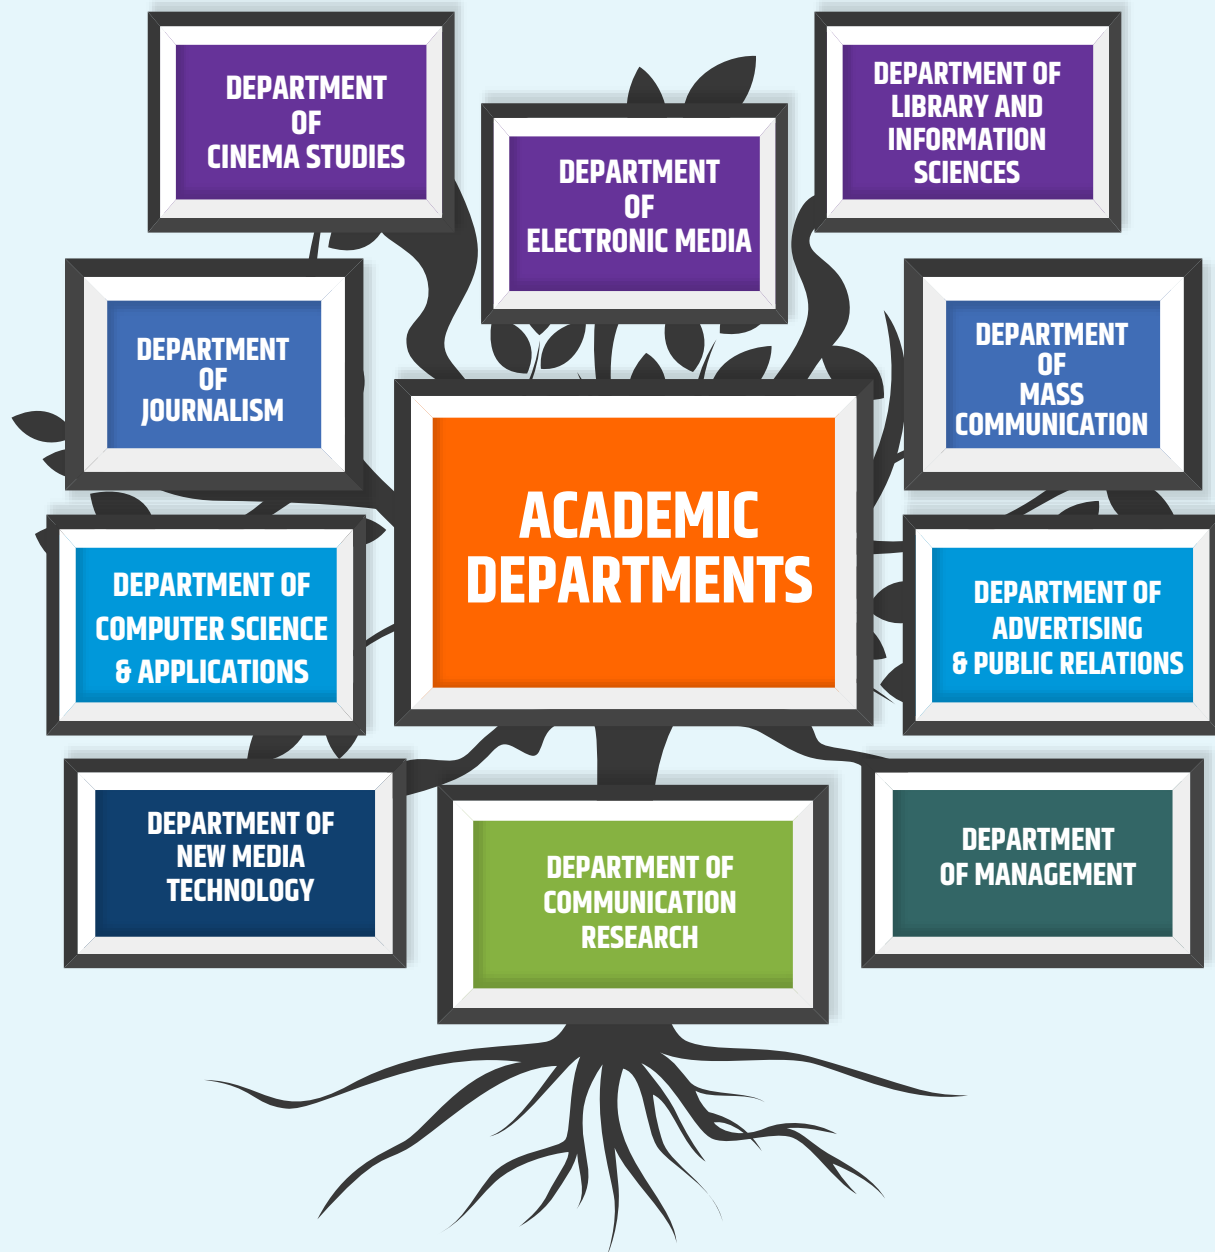 DEPARTMENT
OF
CINEMA STUDIES
DEPARTMENT
OF
ELECTRONIC MEDIA
DEPARTMENT OF
LIBRARY AND
INFORMATION
SCIENCES
DEPARTMENT
OF
JOURNALISM
ACADEMIC
DEPARTMENTS
DEPARTMENT
OF
MASS
COMMUNICATION
DEPARTMENT OF
COMPUTER SCIENCE
& APPLICATIONS
DEPARTMENT OF
ADVERTISING
& PUBLIC RELATIONS
DEPARTMENT OF
NEW MEDIA
TECHNOLOGY
DEPARTMENT OF
COMMUNICATION
RESEARCH
DEPARTMENT
OF MANAGEMENT